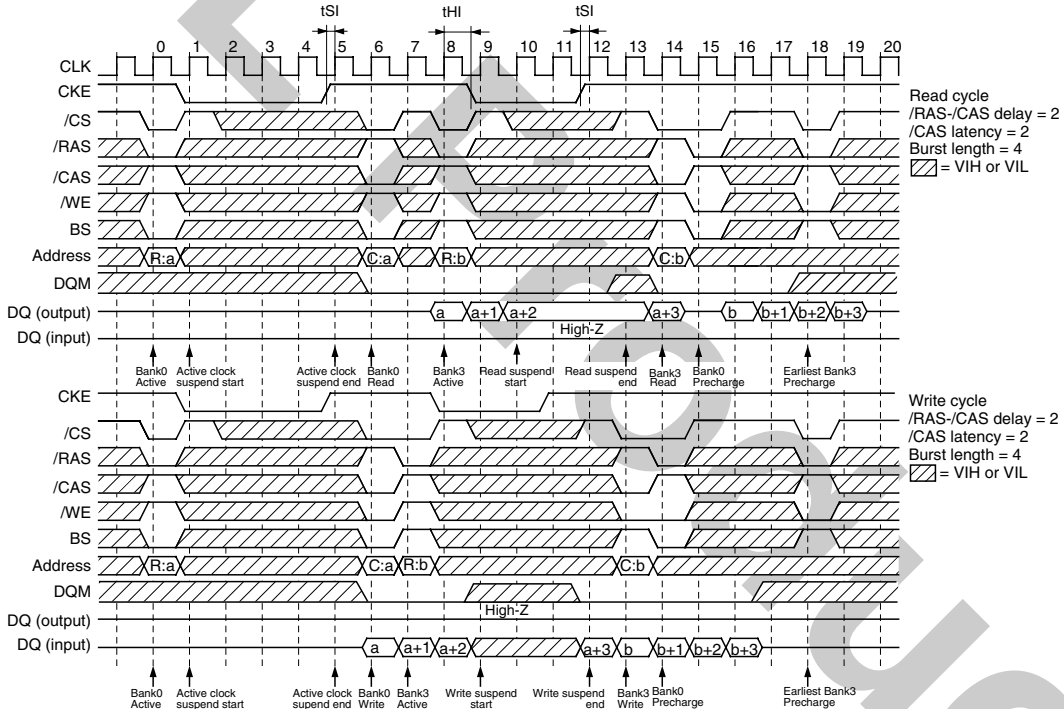 tSI tHI tSI
0 1 2 3 4 5 6 7 8 9 10 11 12 13 14 15 16 17 18 19 20
CLK
CKE
/CS
/RAS
/CAS
/WE
BS
Address R:a C:a R:b C:b
DQM
DQ (output) a a+1 a+2 a+3 b b+1 b+2 b+3
High-Z
DQ (input)
Bank0 Active
Active clock suspend start
Active clock suspend end
Bank0 Read
Bank3 Active
Read suspend start
Read suspend end
Bank3 Read
Bank0 Precharge
Earliest Bank3 Precharge
Read cycle
/RAS-/CAS delay = 2
/CAS latency = 2
Burst length = 4
= VIH or VIL
CKE
/CS
/RAS
/CAS
/WE
BS
Address R:a C:a R:b C:b
DQM
High-Z
DQ (output)
DQ (input) a a+1 a+2 a+3 b b+1 b+2 b+3
Bank0 Active
Active clock suspend start
Active clock supend end
Bank0 Write
Bank3 Active
Write suspend start
Write suspend end
Bank3 Write
Bank0 Precharge
Earliest Bank3 Precharge
Write cycle
/RAS-/CAS delay = 2
/CAS latency = 2
Burst length = 4
= VIH or VIL